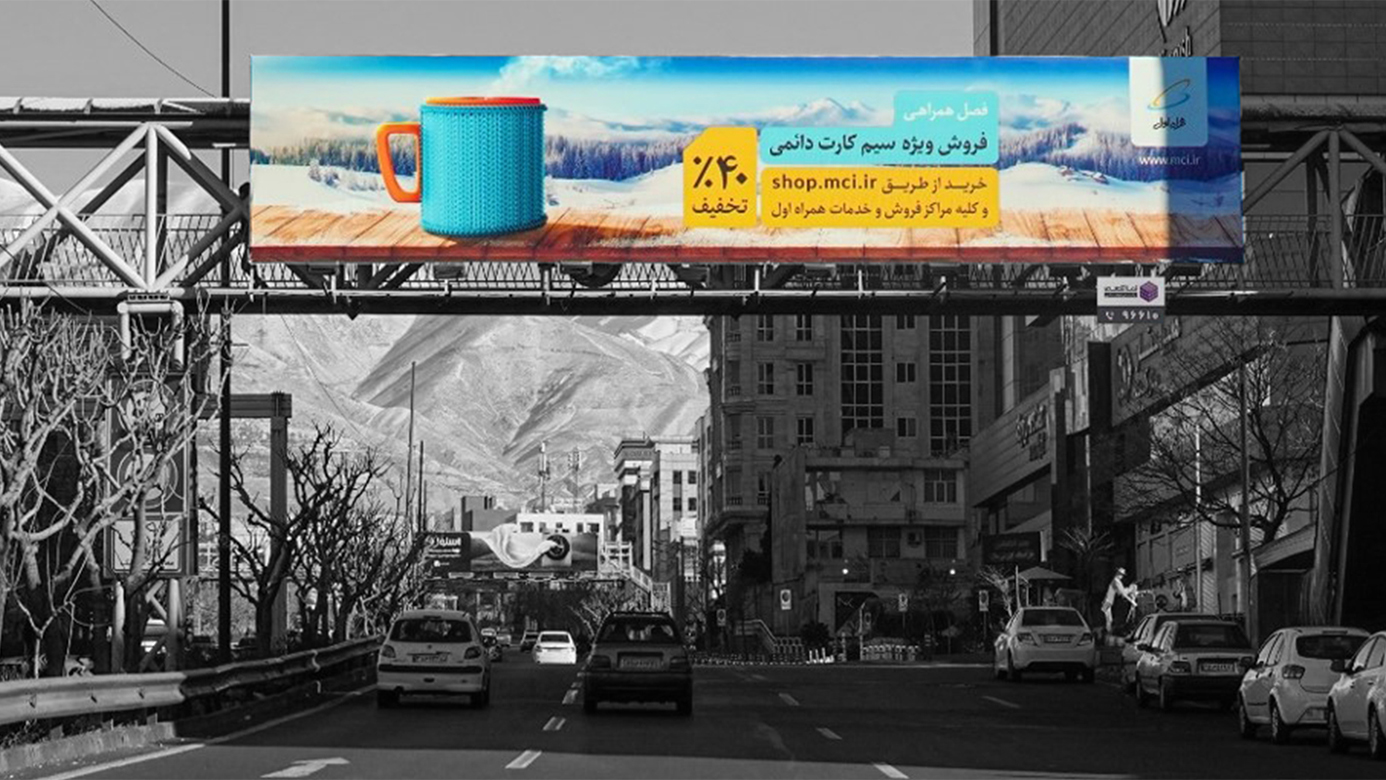 فصل همراهی
فروش ویژه سیم کارت دائمی
خرید از طریق shop.mci.ir
و کلیه مراکز فروش و خدمات همراه اول
۴۰٪
تخفیف
همراه اول
www.mci.ir
۹۶۶۱۰
اسنوا